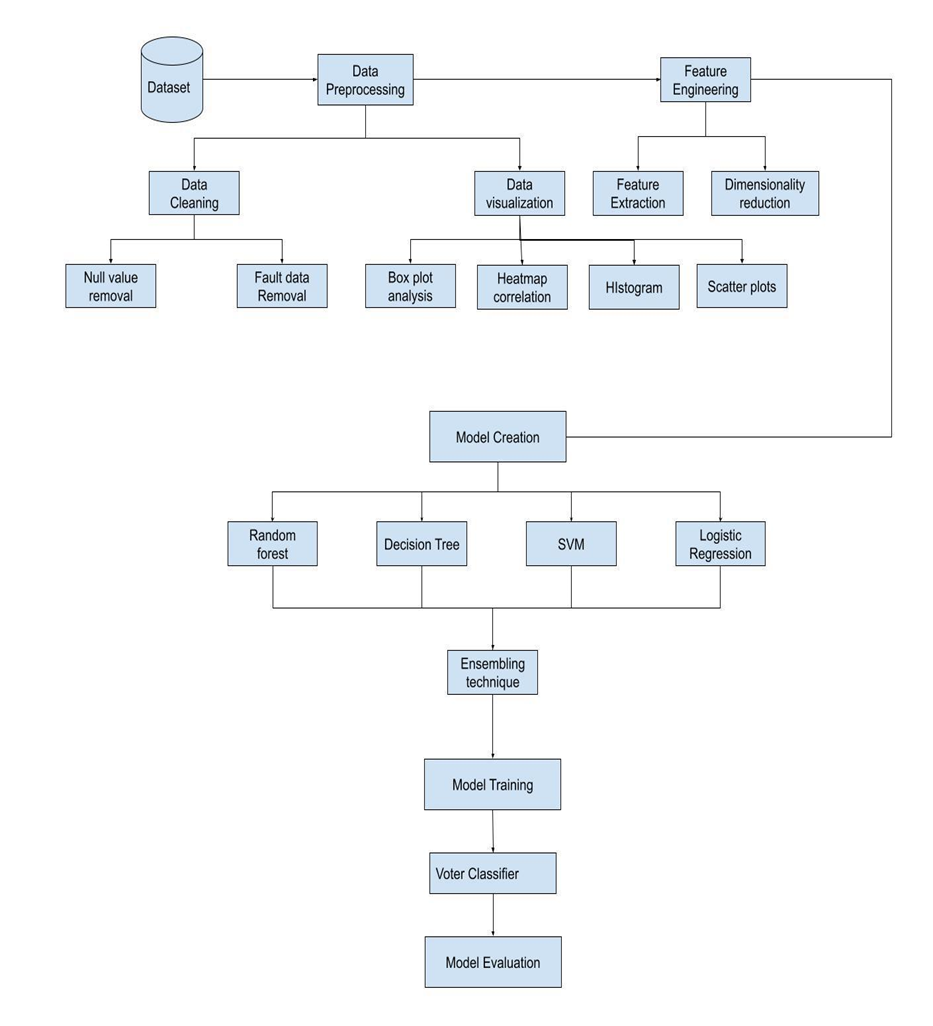 Dataset
Data
Preprocessing
Feature
Engineering
Data
Cleaning
Data
visualization
Feature
Extraction
Dimensionality
reduction
Null value
removal
Fault data
Removal
Box plot
analysis
Heatmap
correlation
HIstogram
Scatter plots
Model Creation
Random
forest
Decision Tree
SVM
Logistic
Regression
Ensembling
technique
Model Training
Voter Classifier
Model Evaluation